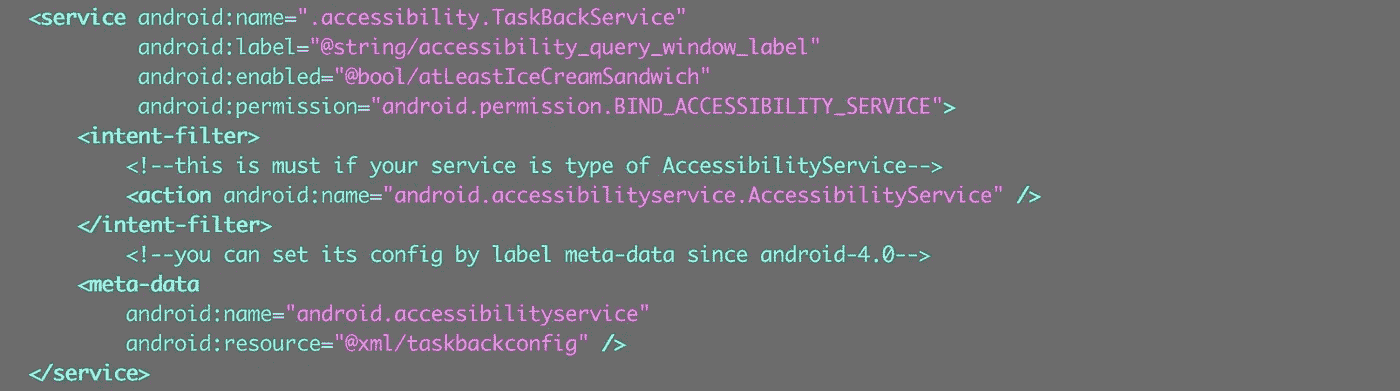 <service android:name=".accessibility.TaskBackService"
android:label="@string/accessibility_query_window_label"
android:enabled="@bool/atLeastIceCreamSandwich"
android:permission="android.permission.BIND_ACCESSIBILITY_SERVICE">
<intent-filter>
<!--this is must if your service is type of AccessibilityService-->
<action android:name="android.accessibilityservice.AccessibilityService" />
</intent-filter>
<!--you can set its config by label meta-data since android-4.0-->
<meta-data
android:name="android.accessibilityservice"
android:resource="@xml/taskbackconfig" />
</service>